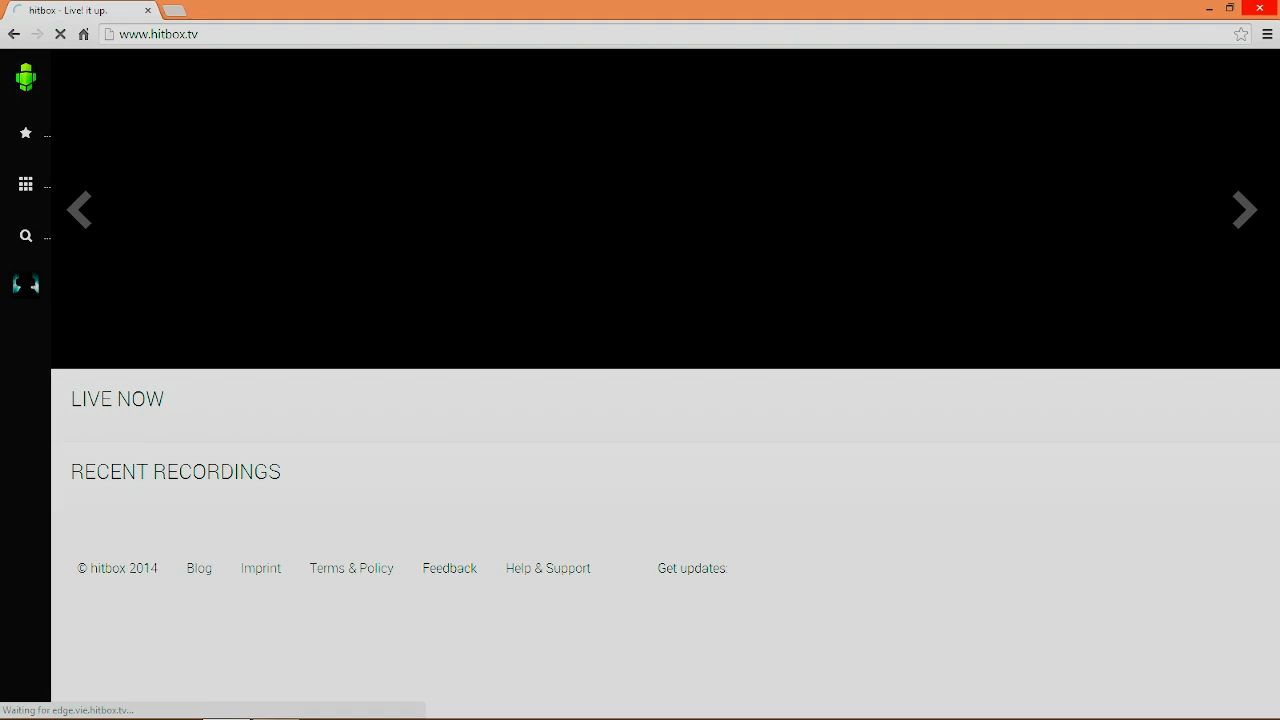 hitbox - Live! it up.
www.hitbox.tv
...
...
...
LIVE NOW
RECENT RECORDINGS
© hitbox 2014 Blog Imprint Terms & Policy Feedback Help & Support Get updates:
Waiting for edge.vie.hitbox.tv...